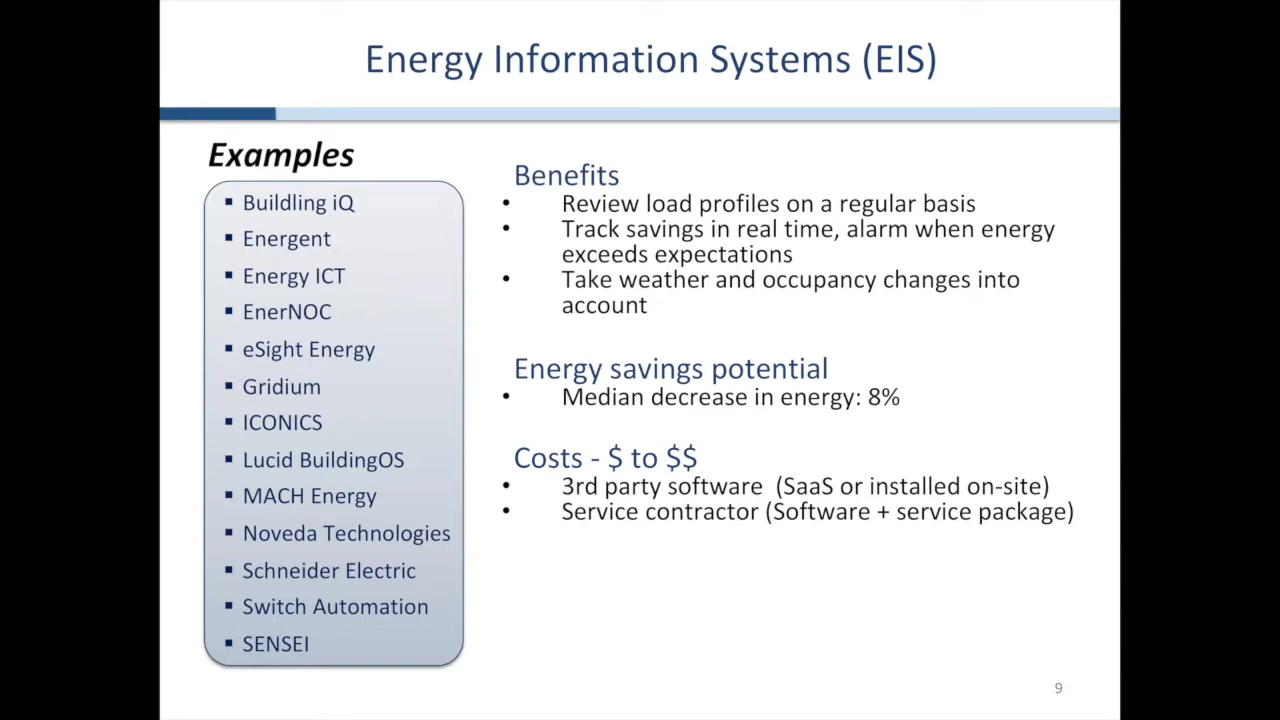 Energy Information Systems (EIS)
Examples
▪ Buildling iQ
▪ Energent
▪ Energy ICT
▪ EnerNOC
▪ eSight Energy
▪ Gridium
▪ ICONICS
▪ Lucid BuildingOS
▪ MACH Energy
▪ Noveda Technologies
▪ Schneider Electric
▪ Switch Automation
▪ SENSEI
Benefits
• Review load profiles on a regular basis
• Track savings in real time, alarm when energy
exceeds expectations
• Take weather and occupancy changes into
account
Energy savings potential
• Median decrease in energy: 8%
Costs - $ to $$
• 3rd party software (SaaS or installed on-site)
• Service contractor (Software + service package)
9